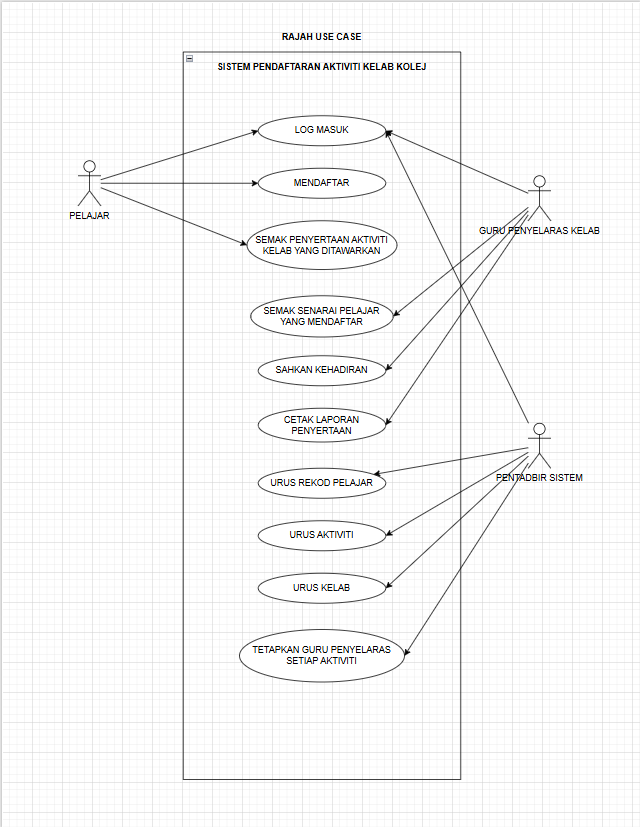 RAJAH USE CASE
SISTEM PENDAFTARAN AKTIVITI KELAB KOLEJ
LOG MASUK
MENDAFTAR
PELAJAR
GURU PENYELARAS KELAB
SEMAK PENYERTAAN AKTIVITI
KELAB YANG DITAWARKAN
SEMAK SENARAI PELAJAR
YANG MENDAFTAR
SAHKAN KEHADIRAN
CETAK LAPORAN
PENYERTAAN
PENTADBIR SISTEM
URUS REKOD PELAJAR
URUS AKTIVITI
URUS KELAB
TETAPKAN GURU PENYELARAS
SETIAP AKTIVITI